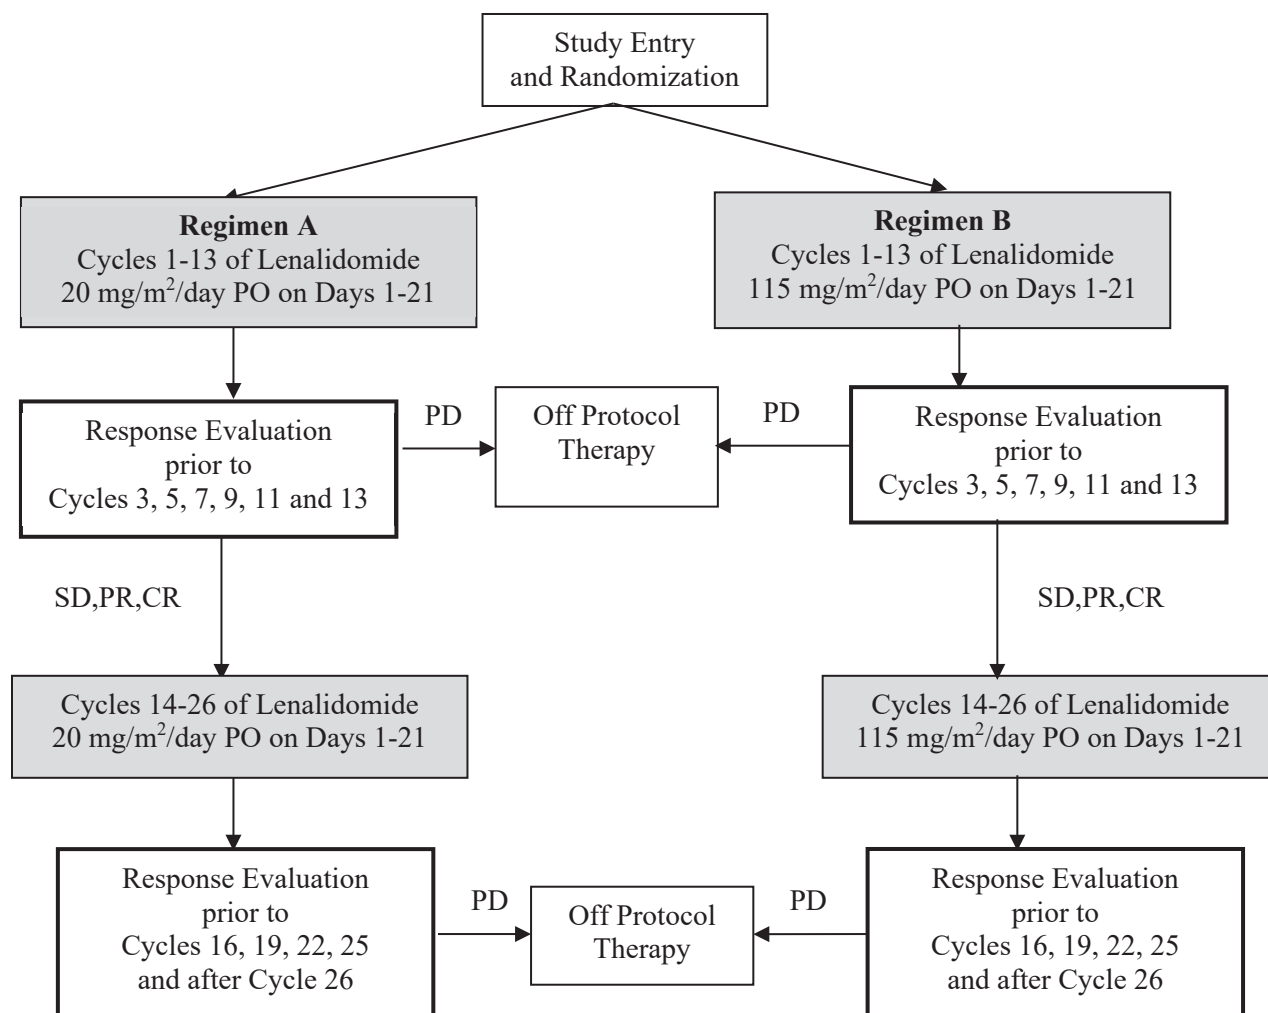 Study Entry
and Randomization
Regimen A
Cycles 1-13 of Lenalidomide
20 mg/m²/day PO on Days 1-21
Regimen B
Cycles 1-13 of Lenalidomide
115 mg/m²/day PO on Days 1-21
Response Evaluation
prior to
Cycles 3, 5, 7, 9, 11 and 13
PD
Off Protocol
Therapy
PD
Response Evaluation
prior to
Cycles 3, 5, 7, 9, 11 and 13
SD,PR,CR
SD,PR,CR
Cycles 14-26 of Lenalidomide
20 mg/m²/day PO on Days 1-21
Cycles 14-26 of Lenalidomide
115 mg/m²/day PO on Days 1-21
Response Evaluation
prior to
Cycles 16, 19, 22, 25
and after Cycle 26
PD
Off Protocol
Therapy
PD
Response Evaluation
prior to
Cycles 16, 19, 22, 25
and after Cycle 26